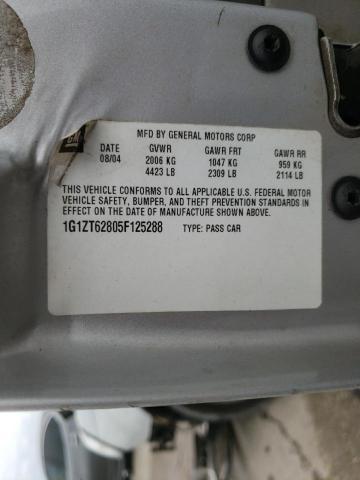 GM
MFD BY GENERAL MOTORS CORP
DATE GVWR GAWR FRT GAWR RR
08/04 2006 KG 1047 KG 959 KG
4423 LB 2309 LB 2114 LB
THIS VEHICLE CONFORMS TO ALL APPLICABLE U.S. FEDERAL MOTOR
VEHICLE SAFETY, BUMPER, AND THEFT PREVENTION STANDARDS
IN EFFECT ON THE DATE OF MANUFACTURE SHOWN ABOVE.
1G1ZT62805F125288 TYPE: PASS CAR